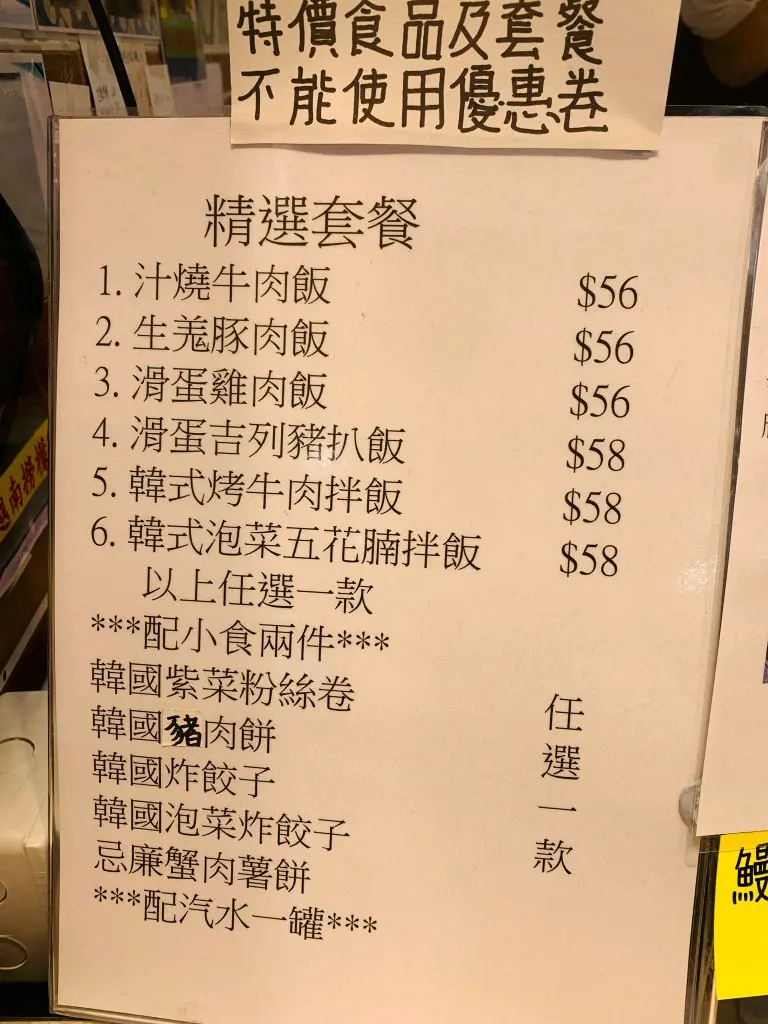 特價食品及套餐
不能使用優惠卷
精選套餐
1. 汁燒牛肉飯 $56
2. 生羗豚肉飯 $56
3. 滑蛋雞肉飯 $56
4. 滑蛋吉列豬扒飯 $58
5. 韓式烤牛肉拌飯 $58
6. 韓式泡菜五花腩拌飯 $58
以上任選一款
***配小食兩件***
韓國紫菜粉絲卷
韓國豬肉餅
韓國炸餃子
韓國泡菜炸餃子
忌廉蟹肉薯餅
任選一款
***配汽水一罐***
越南撈檬
鰻